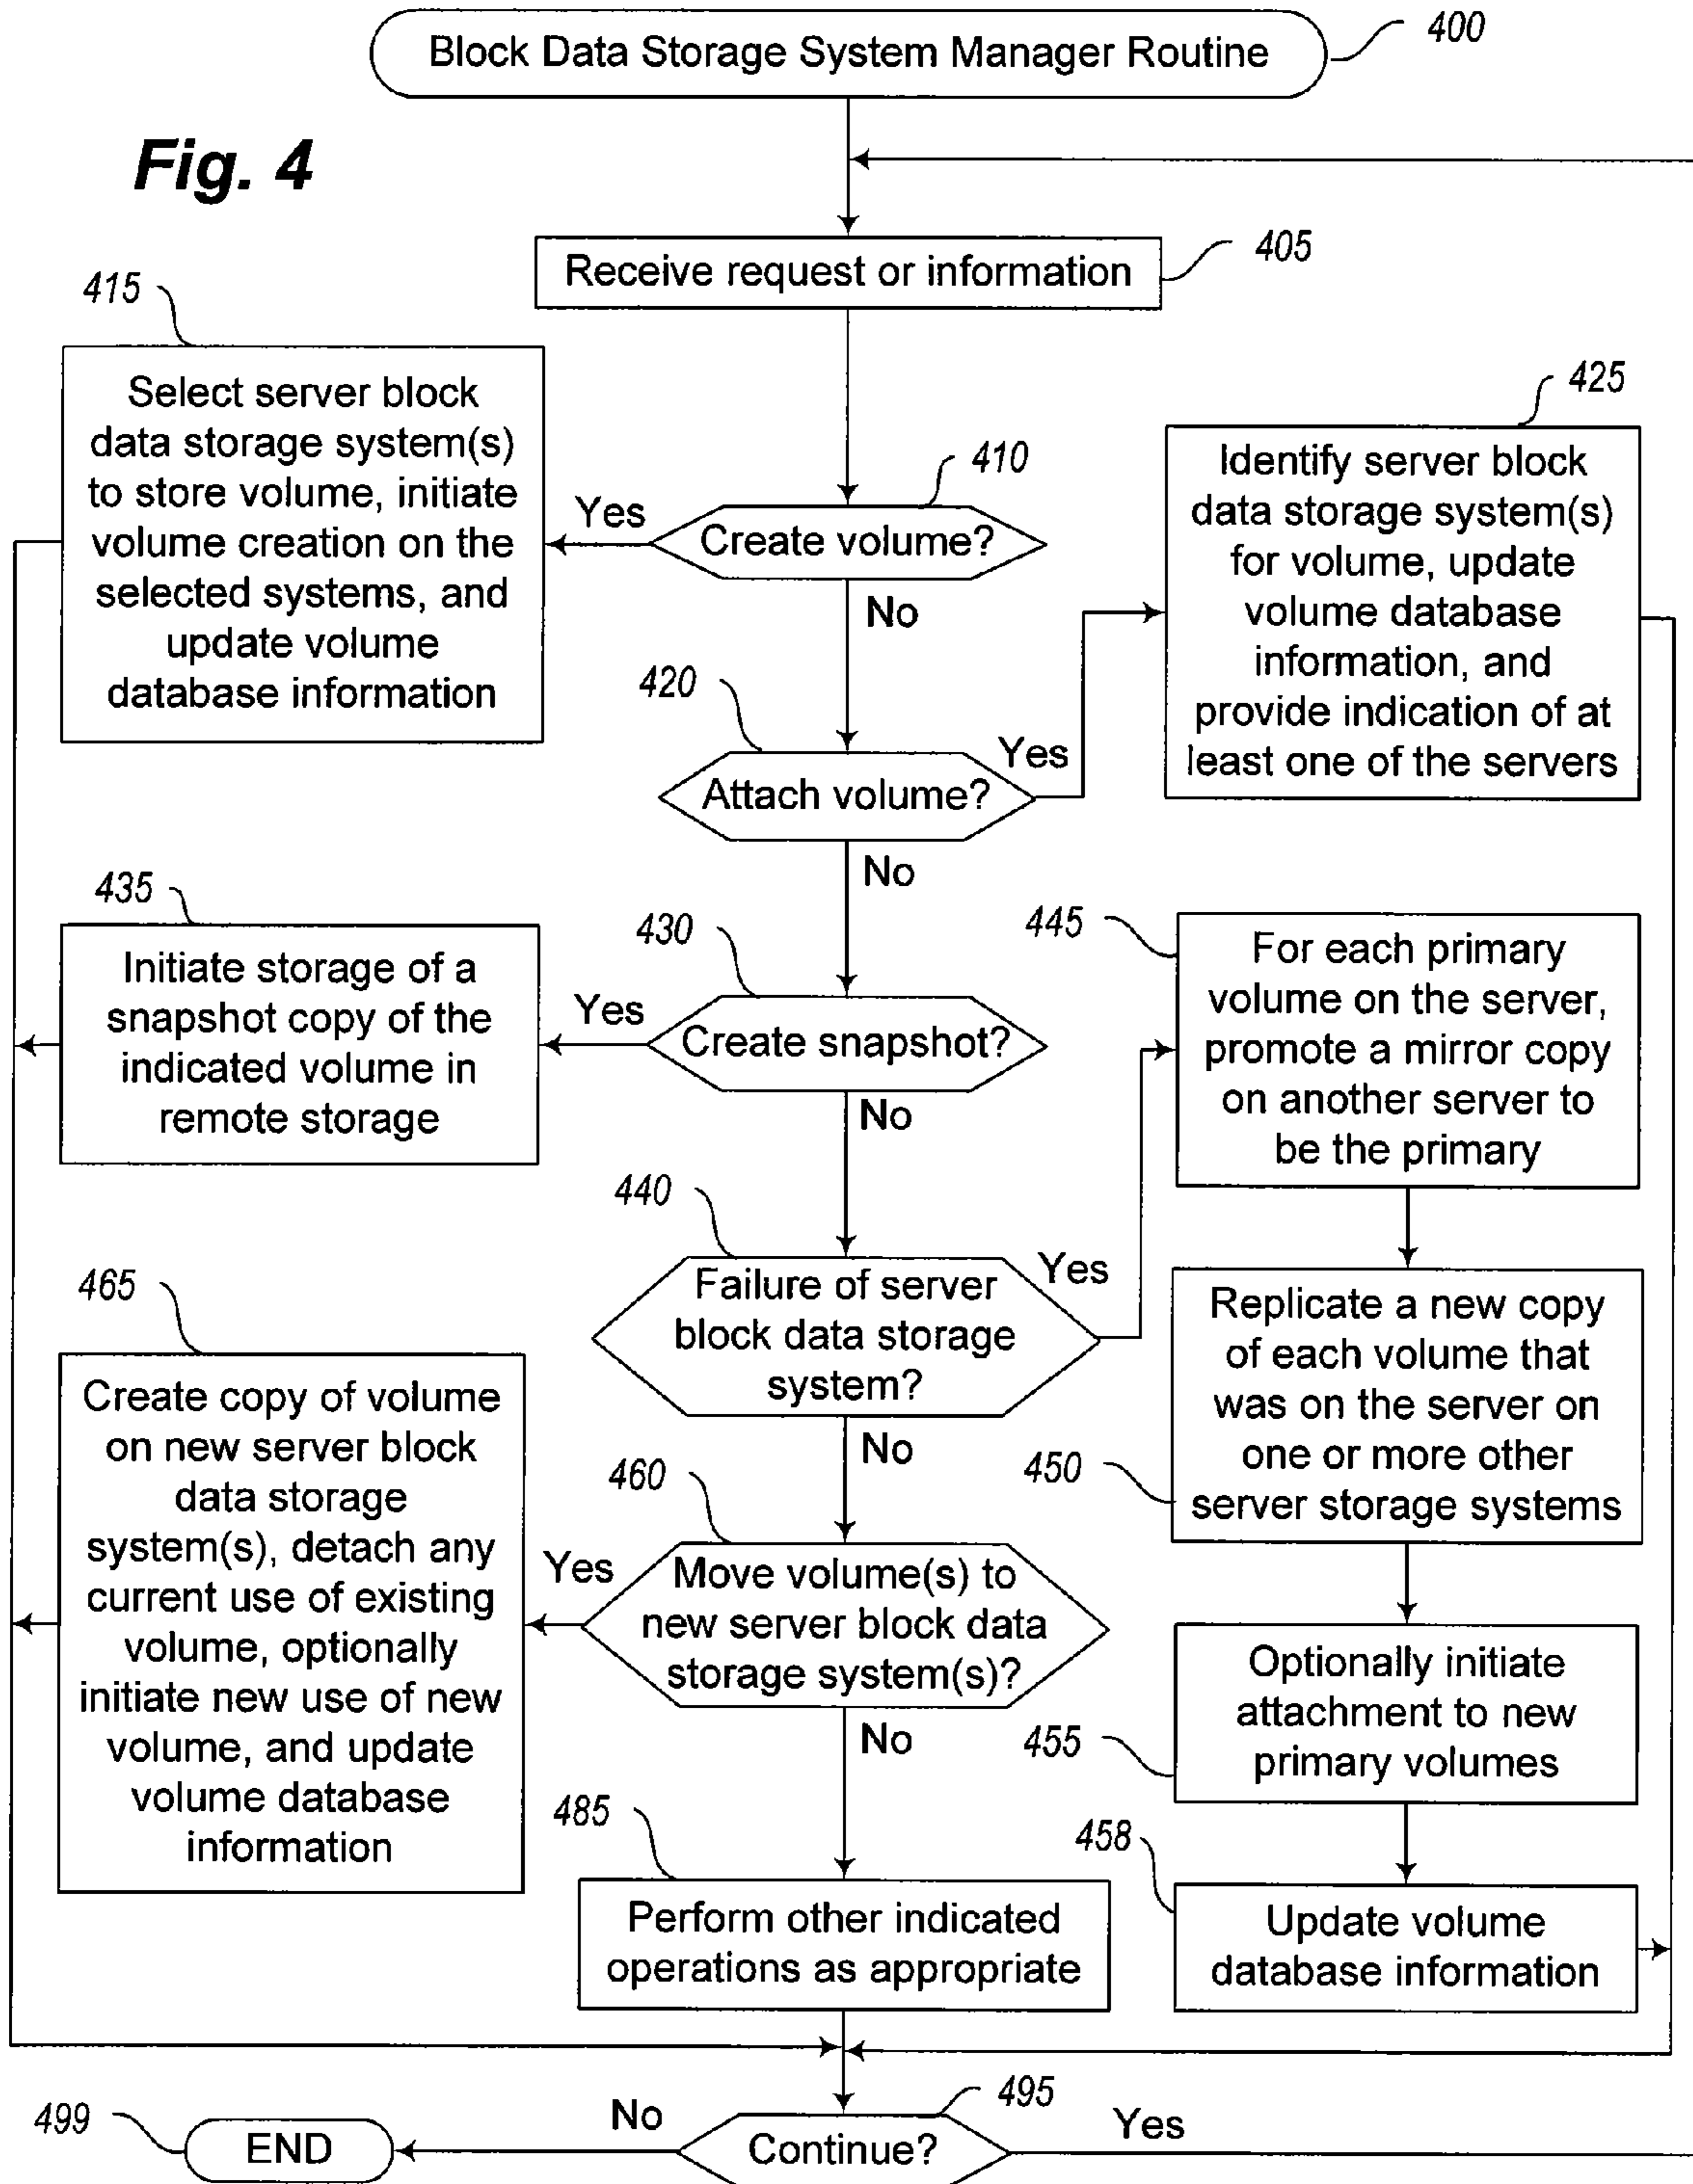 Block Data Storage System Manager Routine
400
Fig. 4
Receive request or information
405
415
Select server block
data storage system(s)
to store volume, initiate
volume creation on the
selected systems, and
update volume
database information
Yes
410
Create volume?
No
425
Identify server block
data storage system(s)
for volume, update
volume database
information, and
provide indication of at
least one of the servers
420
Attach volume?
Yes
No
435
Initiate storage of a
snapshot copy of the
indicated volume in
remote storage
Yes
430
Create snapshot?
No
445
For each primary
volume on the server,
promote a mirror copy
on another server to
be the primary
440
Failure of server
block data storage
system?
Yes
No
450
Replicate a new copy
of each volume that
was on the server on
one or more other
server storage systems
465
Create copy of volume
on new server block
data storage
system(s), detach any
current use of existing
volume, optionally
initiate new use of new
volume, and update
volume database
information
Yes
460
Move volume(s) to
new server block data
storage system(s)?
No
455
Optionally initiate
attachment to new
primary volumes
485
Perform other indicated
operations as appropriate
458
Update volume
database information
499
END
No
495
Continue?
Yes